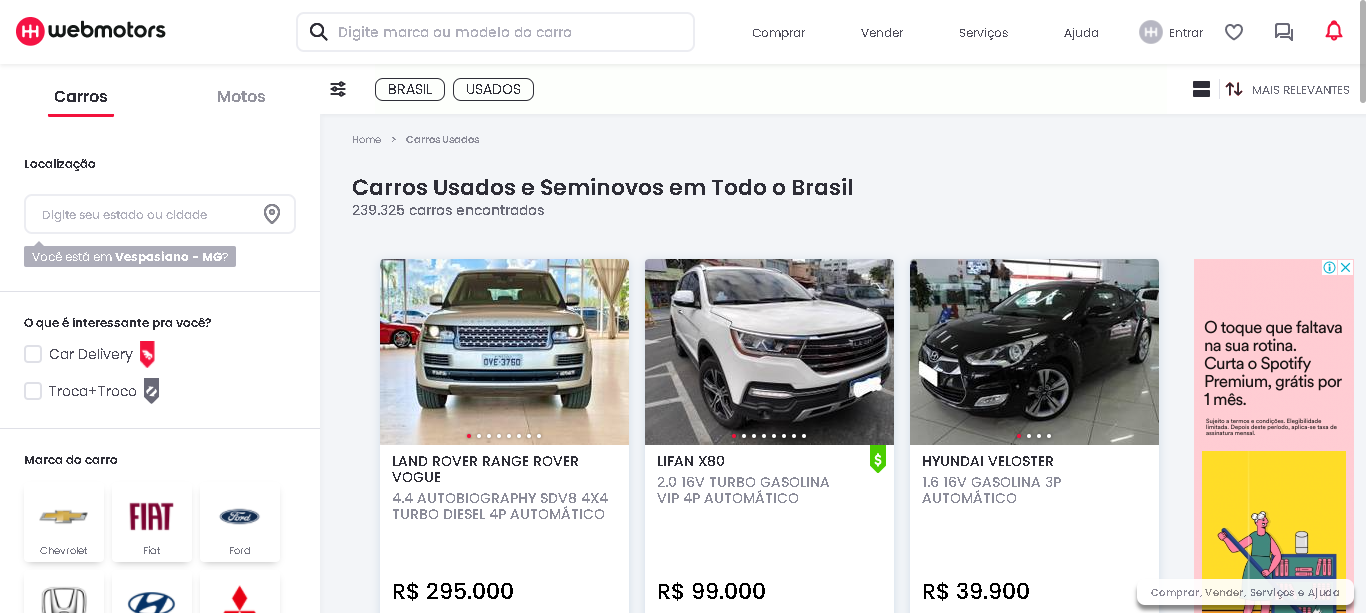 webmotors
Digite marca ou modelo do carro
Comprar
Vender
Serviços
Ajuda
Entrar
Carros
Motos
BRASIL
USADOS
MAIS RELEVANTES
Localização
Digite seu estado ou cidade
Você está em Vespasiano - MG?
O que é interessante pra você?
Car Delivery
Troca+Troco
Marca do carro
FIAT
Ford
Chevrolet
Fiat
Ford
Home > Carros Usados
Carros Usados e Seminovos em Todo o Brasil
239.325 carros encontrados
OVE-3760
LAND ROVER RANGE ROVER
VOGUE
4.4 AUTOBIOGRAPHY SDV8 4X4
TURBO DIESEL 4P AUTOMÁTICO
R$ 295.000
LIFAN X80
2.0 16V TURBO GASOLINA
VIP 4P AUTOMÁTICO
$
R$ 99.000
HYUNDAI VELOSTER
1.6 16V GASOLINA 3P
AUTOMÁTICO
R$ 39.900
O toque que faltava
na sua rotina.
Curta o Spotify
Premium, grátis por
1 mês.
Sujeito a termos e condições. Elegibilidade
limitada. Depois deste período, aplica-se taxa de
assinatura mensal.
Comprar, Vender, Serviços e Ajuda